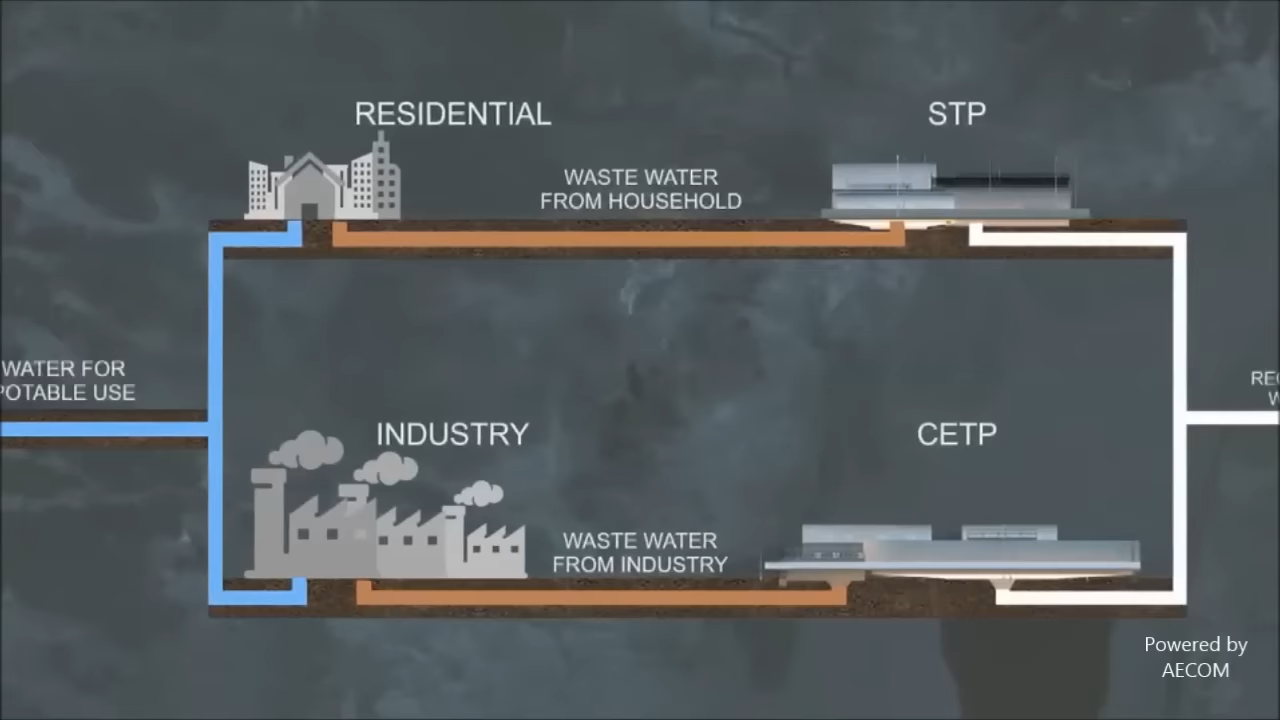 RESIDENTIAL
STP
WASTE WATER
FROM HOUSEHOLD
WATER FOR
POTABLE USE
INDUSTRY
CETP
WASTE WATER
FROM INDUSTRY
Powered by
AECOM